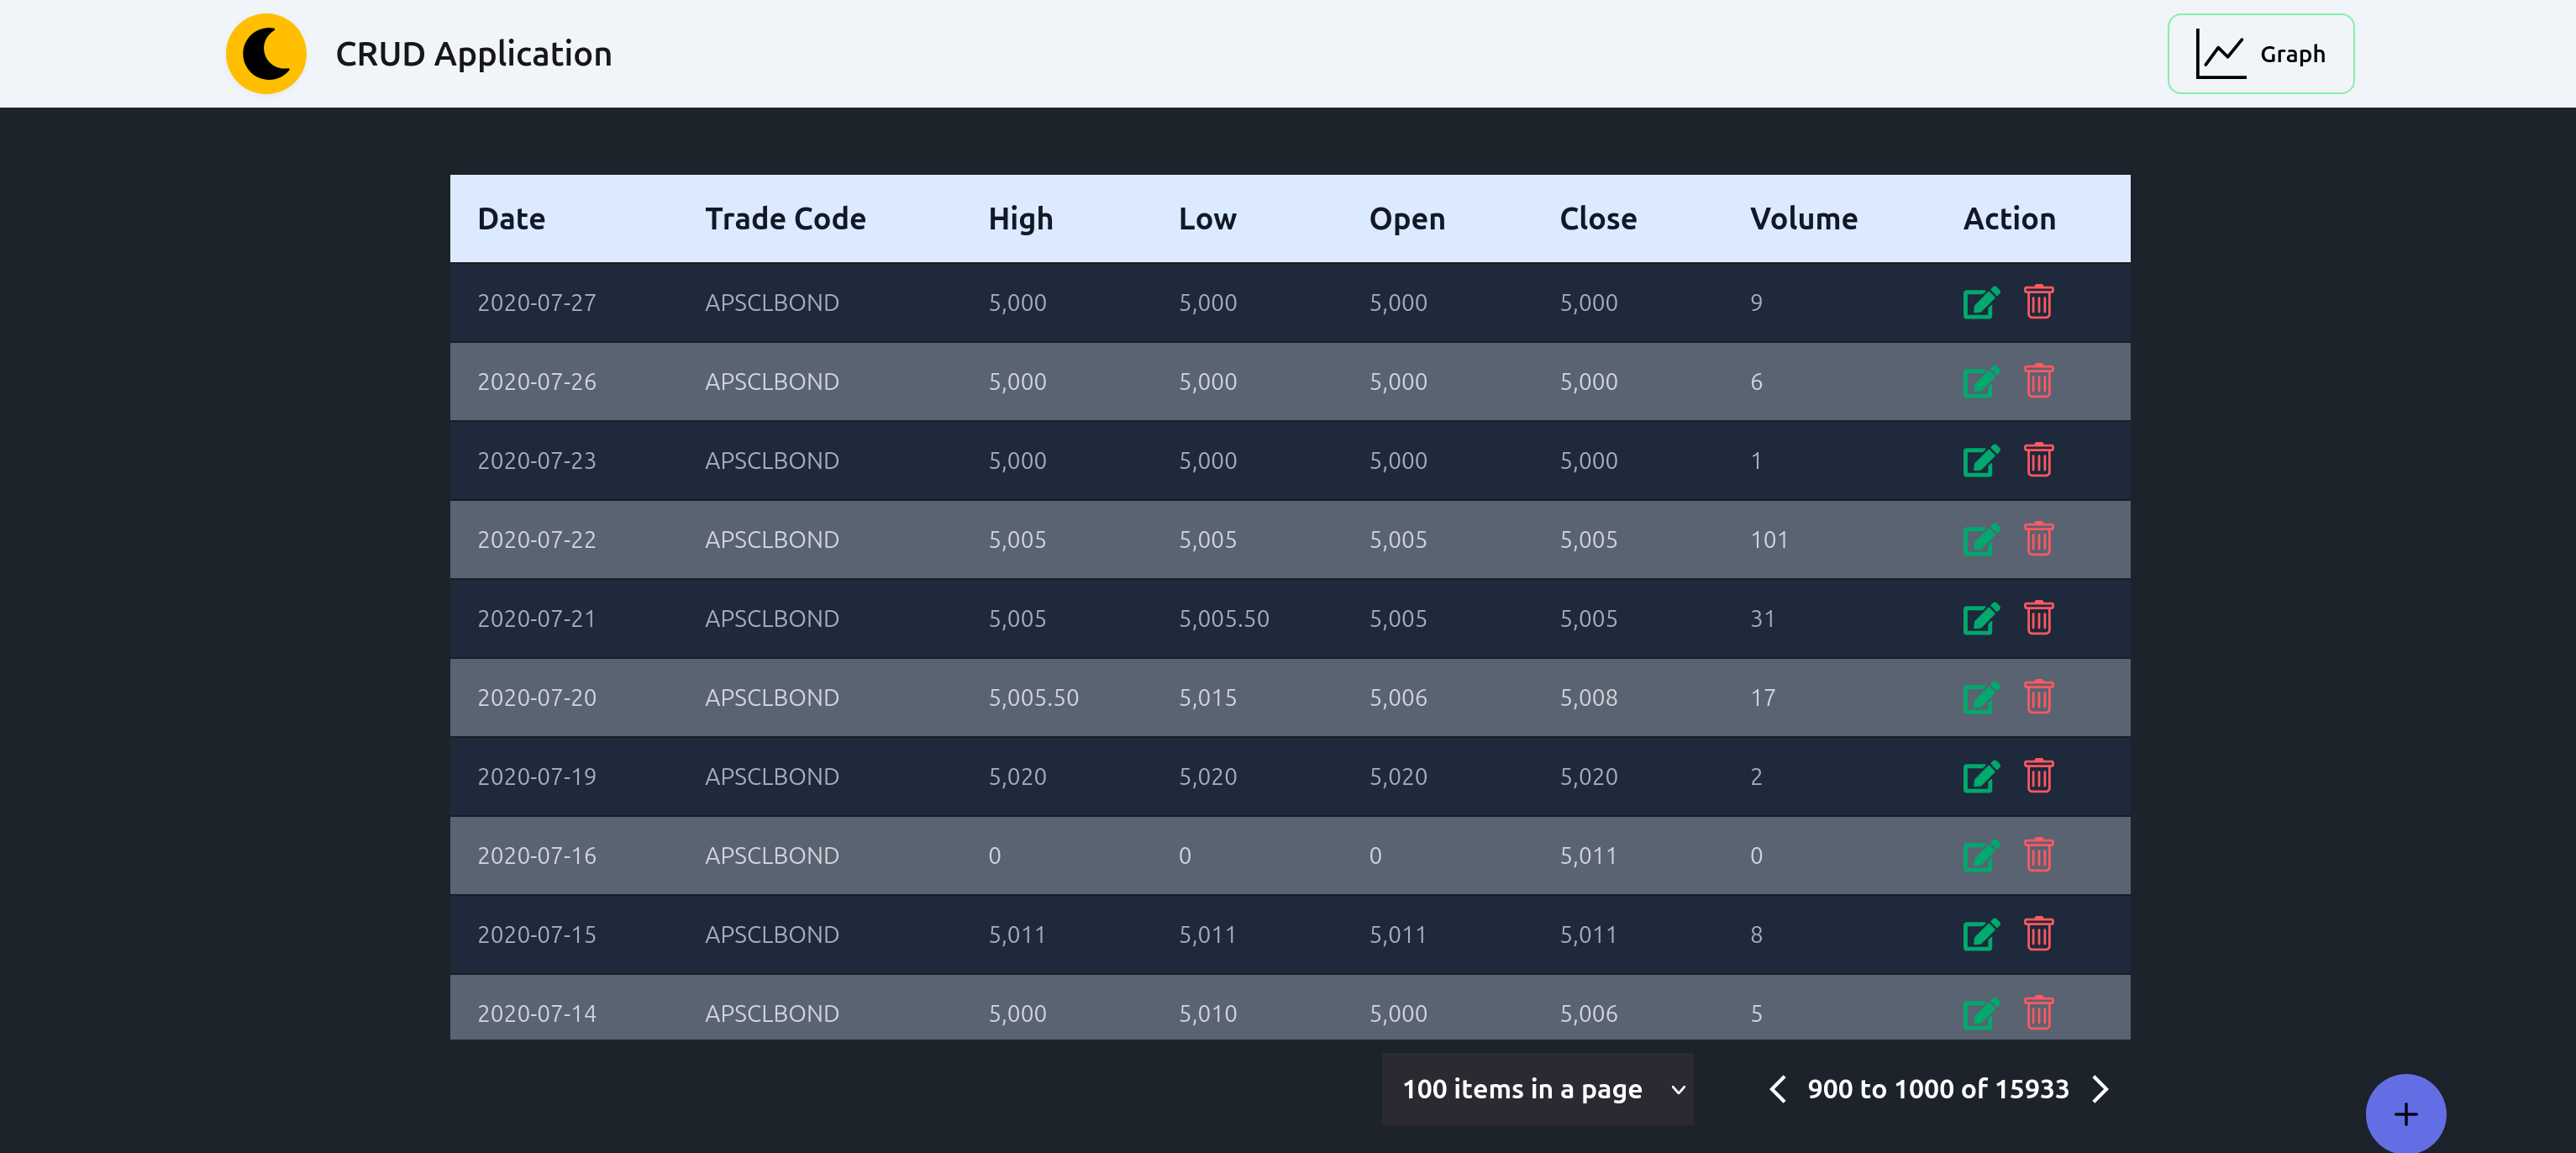 CRUD Application
Graph
Date Trade Code High Low Open Close Volume Action
2020-07-27 APSCLBOND 5,000 5,000 5,000 5,000 9
2020-07-26 APSCLBOND 5,000 5,000 5,000 5,000 6
2020-07-23 APSCLBOND 5,000 5,000 5,000 5,000 1
2020-07-22 APSCLBOND 5,005 5,005 5,005 5,005 101
2020-07-21 APSCLBOND 5,005 5,005.50 5,005 5,005 31
2020-07-20 APSCLBOND 5,005.50 5,015 5,006 5,008 17
2020-07-19 APSCLBOND 5,020 5,020 5,020 5,020 2
2020-07-16 APSCLBOND 0 0 0 5,011 0
2020-07-15 APSCLBOND 5,011 5,011 5,011 5,011 8
2020-07-14 APSCLBOND 5,000 5,010 5,000 5,006 5
100 items in a page 900 to 1000 of 15933